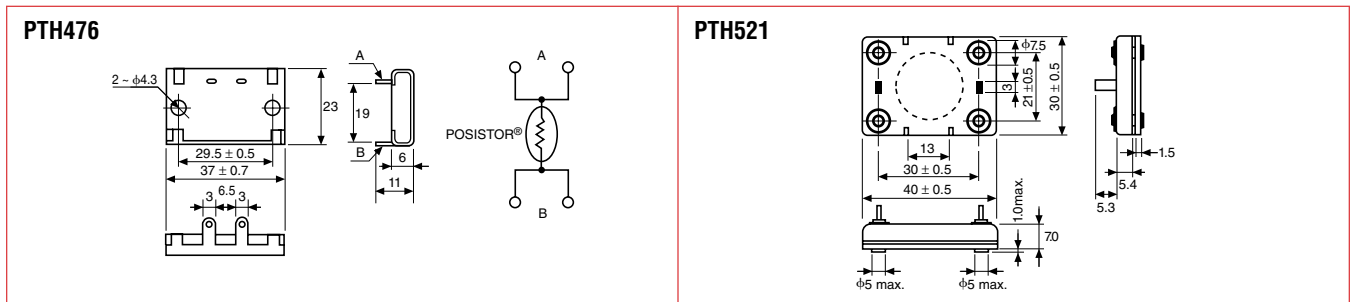 PTH476
2 ~ ϕ4.3
23
29.5 ± 0.5
37 ± 0.7
6.5
3
3
A
19
B
6
11
A
POSISTOR®
B
PTH521
ϕ7.5
3
21 ±0.5
30 ± 0.5
13
30 ± 0.5
40 ± 0.5
1.5
5.4
5.3
1.0max.
7.0
ϕ5 max.
ϕ5 max.